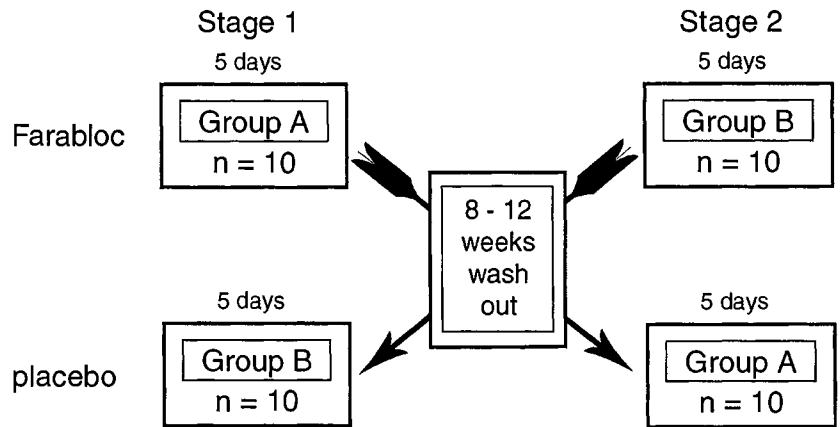 Stage 1
Stage 2
5 days
5 days
Farabloc
Group A
n = 10
Group B
n = 10
8 - 12
weeks
wash
out
5 days
5 days
placebo
Group B
n = 10
Group A
n = 10